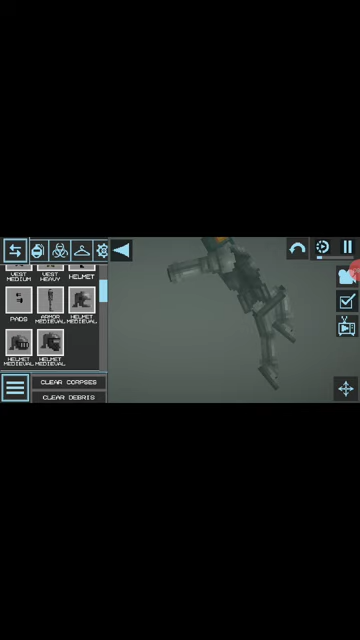 VEST MEDIUM
VEST HEAVY
HELMET
PADS
ARMOR MEDIEVAL
HELMET MEDIEVAL
HELMET MEDIEVAL
HELMET MEDIEVAL
CLEAR CORPSES
CLEAR DEBRIS